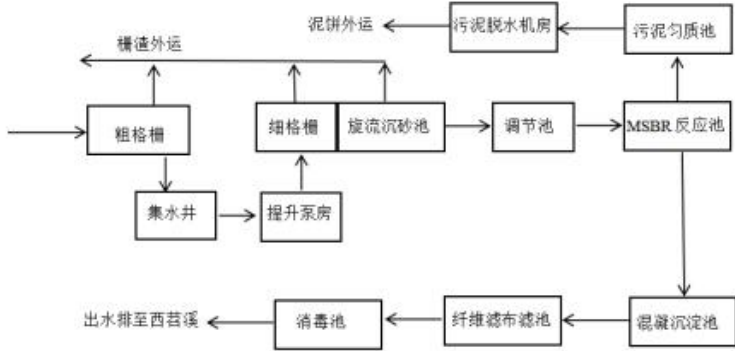 泥饼外运
污泥脱水机房
污泥匀质池
栅渣外运
粗格栅
细格栅
旋流沉砂池
调节池
MSBR 反应池
集水井
提升泵房
出水排至西苕溪
消毒池
纤维滤布滤池
混凝沉淀池